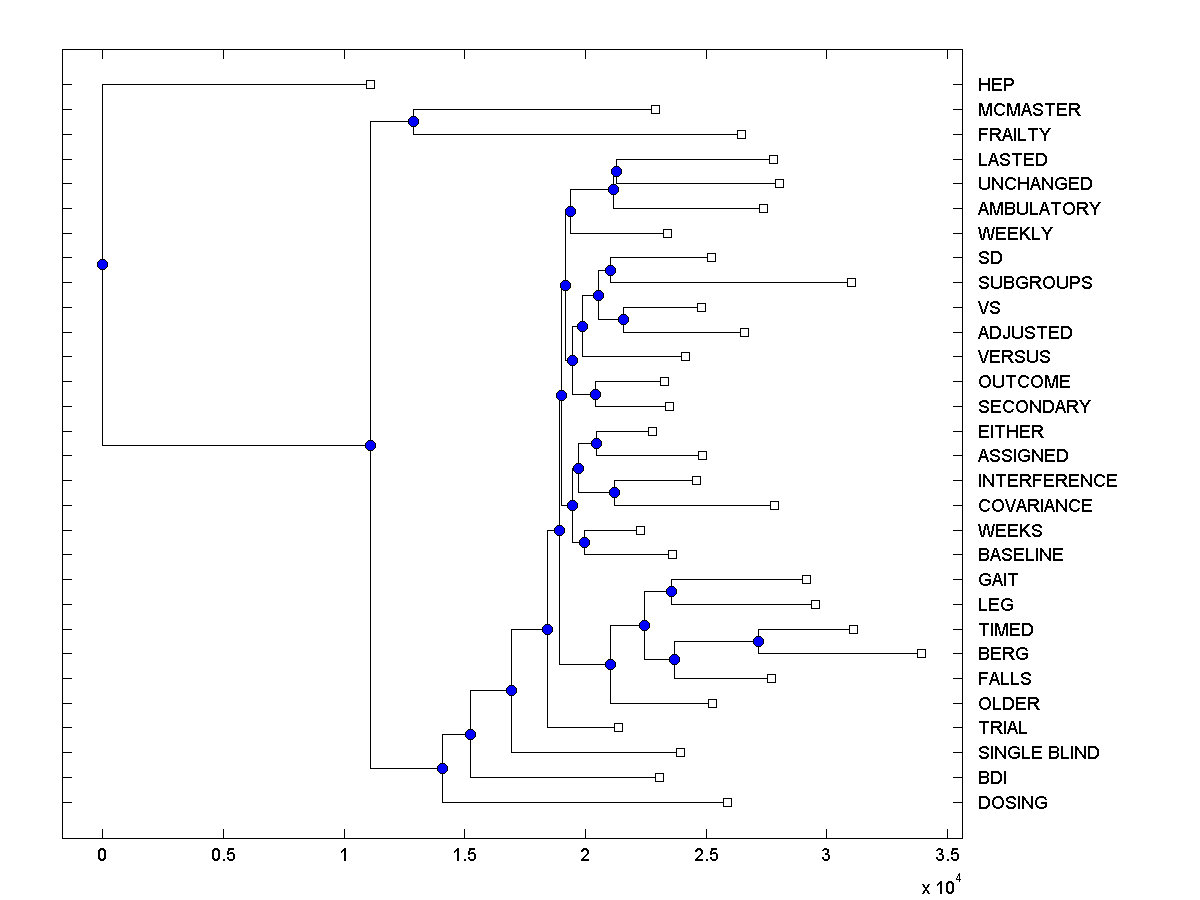 HEP
MCMASTER
FRAILTY
LASTED
UNCHANGED
AMBULATORY
WEEKLY
SD
SUBGROUPS
VS
ADJUSTED
VERSUS
OUTCOME
SECONDARY
EITHER
ASSIGNED
INTERFERENCE
COVARIANCE
WEEKS
BASELINE
GAIT
LEG
TIMED
BERG
FALLS
OLDER
TRIAL
SINGLE BLIND
BDI
DOSING
0 0.5 1 1.5 2 2.5 3 3.5
x 10^4